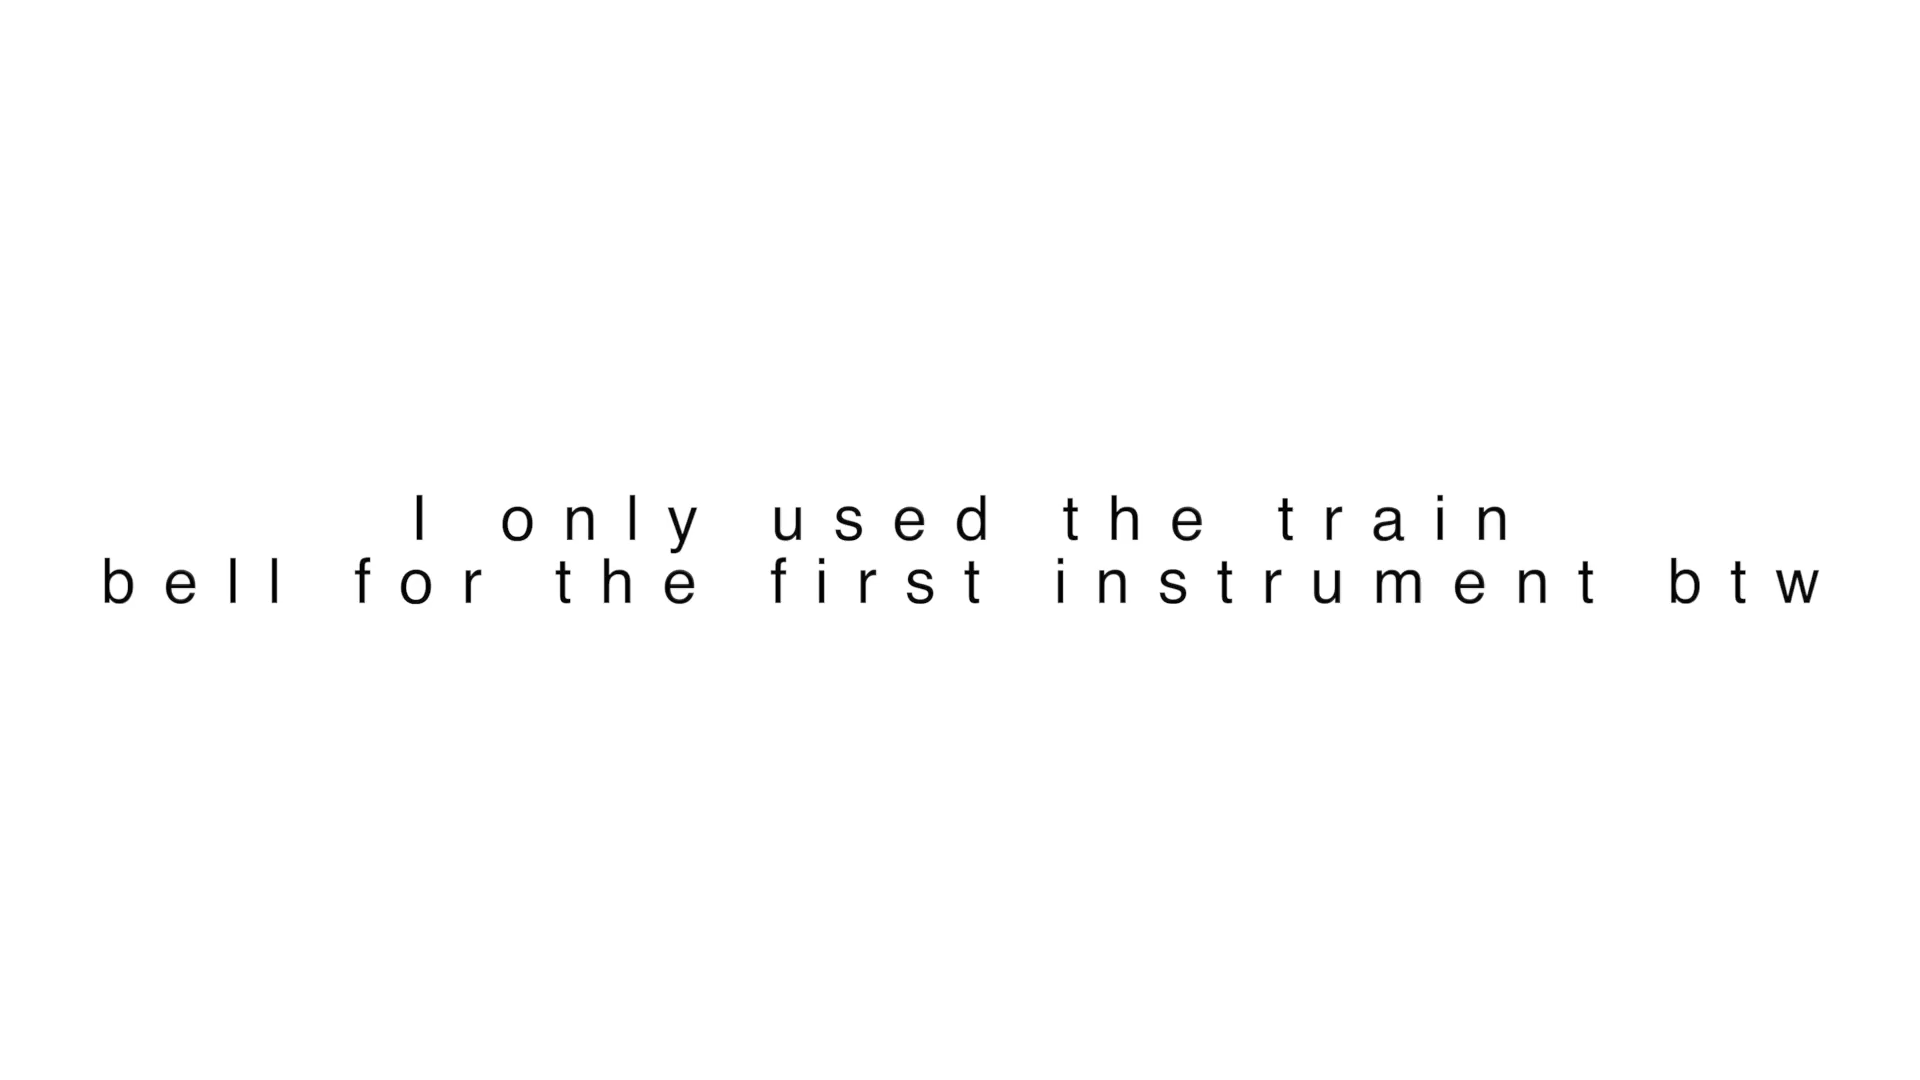 I only used the train
bell for the first instrument btw